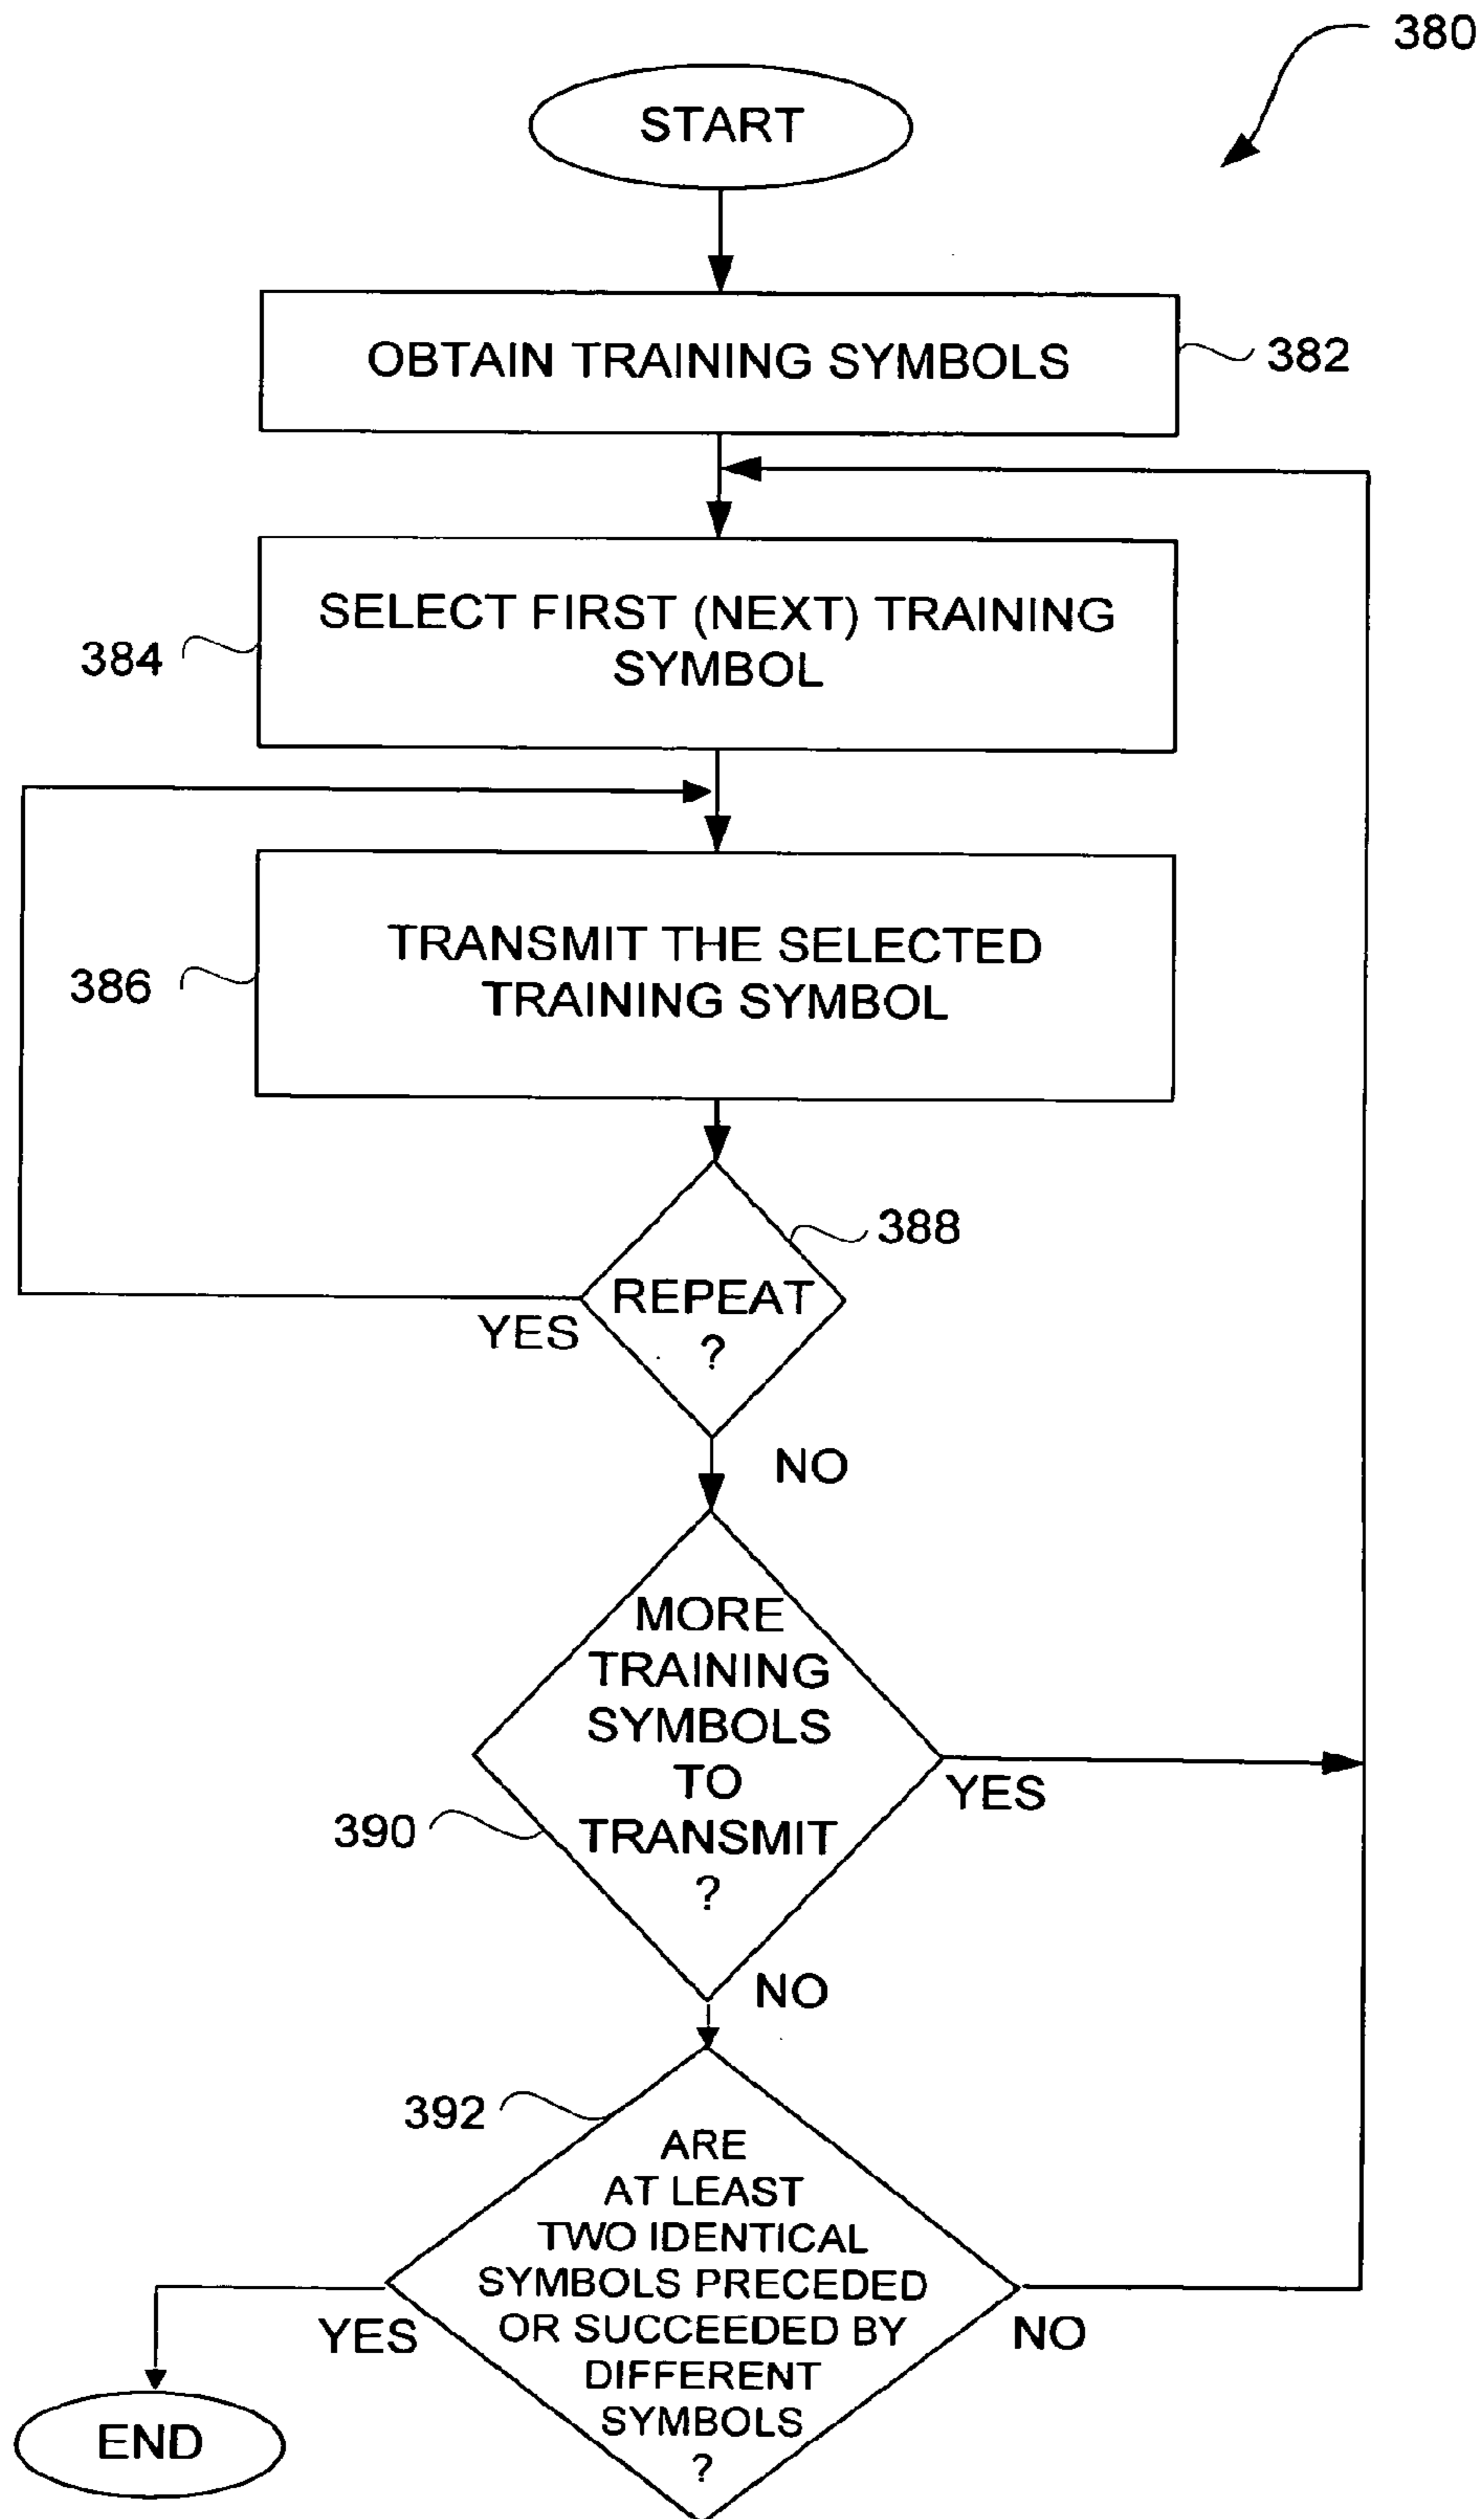 380
START
OBTAIN TRAINING SYMBOLS
382
SELECT FIRST (NEXT) TRAINING
SYMBOL
384
TRANSMIT THE SELECTED
TRAINING SYMBOL
386
388
REPEAT
?
YES
NO
MORE
TRAINING
SYMBOLS
TO
TRANSMIT
?
YES
390
NO
392
ARE
AT LEAST
TWO IDENTICAL
SYMBOLS PRECEDED
OR SUCCEEDED BY
DIFFERENT
SYMBOLS
?
YES
NO
END